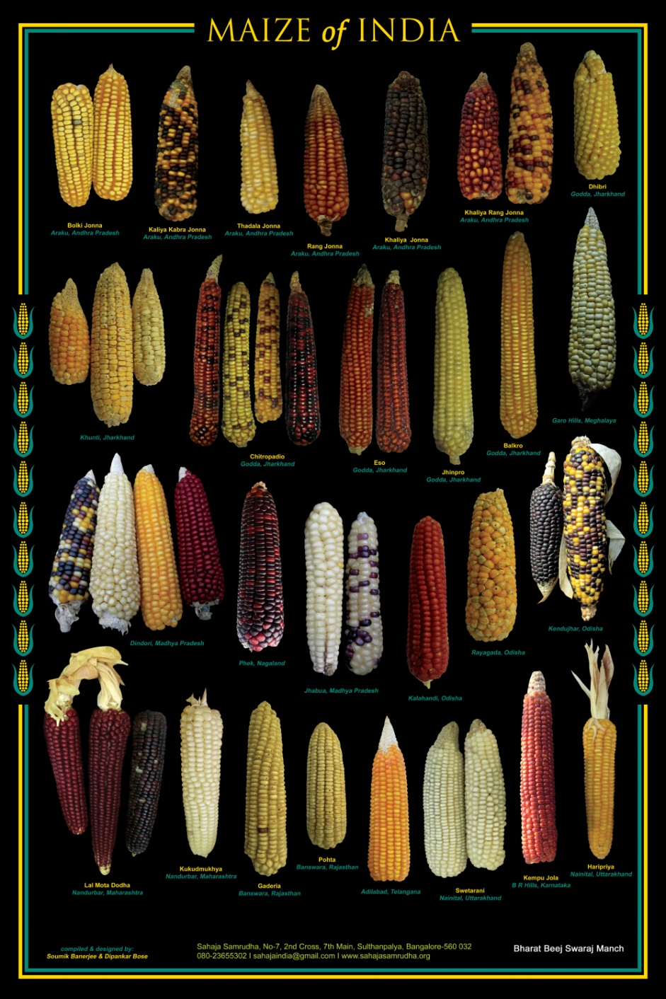 MAIZE of INDIA
Bolki Jonna
Araku, Andhra Pradesh
Kaliya Kabra Jonna
Araku, Andhra Pradesh
Thadala Jonna
Araku, Andhra Pradesh
Rang Jonna
Araku, Andhra Pradesh
Khaliya Jonna
Araku, Andhra Pradesh
Khaliya Rang Jonna
Araku, Andhra Pradesh
Dhibri
Godda, Jharkhand
Khunti, Jharkhand
Chitropadio
Godda, Jharkhand
Eso
Godda, Jharkhand
Jhinpro
Godda, Jharkhand
Balkro
Godda, Jharkhand
Garo Hills, Meghalaya
Dindori, Madhya Pradesh
Phek, Nagaland
Jhabua, Madhya Pradesh
Kalahandi, Odisha
Rayagada, Odisha
Kendujhar, Odisha
Lal Mota Dodha
Nandurbar, Maharashtra
Kukudmukhya
Nandurbar, Maharashtra
Gaderia
Banswara, Rajasthan
Pohta
Banswara, Rajasthan
Adilabad, Telangana
Swetarani
Nainital, Uttarakhand
Kempu Jola
B R Hills, Karnataka
Haripriya
Nainital, Uttarakhand
compiled & designed by:
Soumik Banerjee & Dipankar Bose
Sahaja Samrudha, No-7, 2nd Cross, 7th Main, Sulthanpalya, Bangalore-560 032
080-23655302 I sahajaindia@gmail.com I www.sahajasamrudha.org
Bharat Beej Swaraj Manch